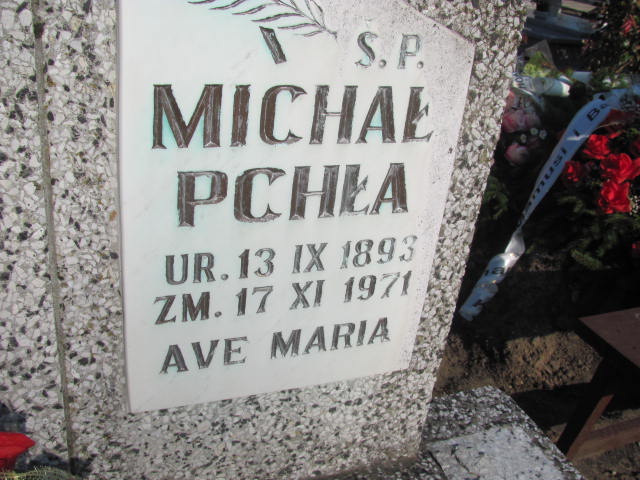 Ś. P.
MICHAŁ
PCHŁA
UR. 13 IX 1893
ZM. 17 XI 1971
AVE MARIA